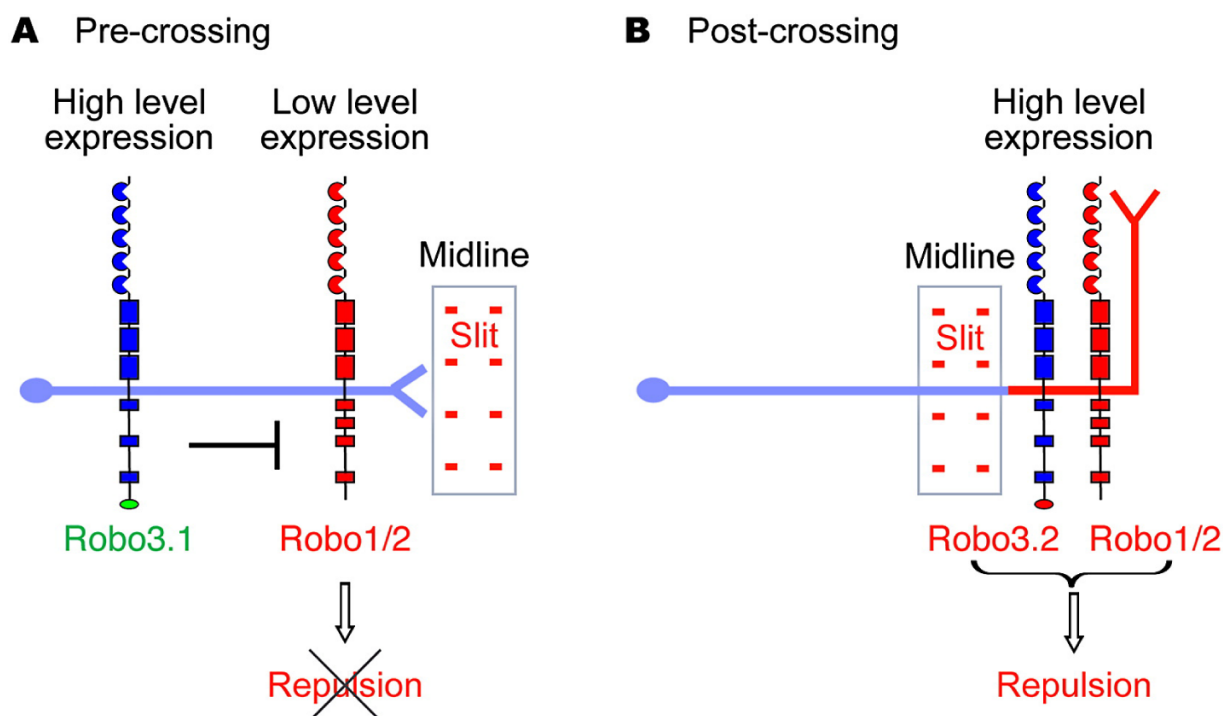 A Pre-crossing
High level
expression
Low level
expression
Midline
Slit
Robo3.1
Robo1/2
Repulsion
B Post-crossing
High level
expression
Midline
Slit
Robo3.2
Robo1/2
Repulsion